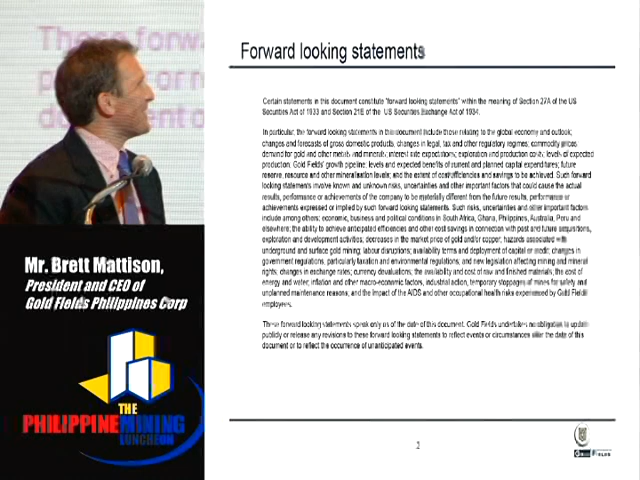 These forw
Mr. Brett Mattison,
President and CEO of
Gold Fields Philippines Corp
THE
PHILIPPINE MINING
LUNCHEON
Forward looking statements
Certain statements in this document constitute "forward looking statements" within the meaning of Section 27A of the US
Securities Act of 1933 and Section 21E of the US Securities Exchange Act of 1934.
In particular, the forward looking statements in this document include those relating to the global economy and outlook;
changes and forecasts of gross domestic products, changes in legal, tax and other regulatory regimes; commodity prices
demand for gold and other metals and minerals; interest rate expectations; exploration and production costs; levels of expected
production; Gold Fields' growth pipeline, levels and expected benefits of current and planned capital expenditures; future
reserve, resource and other mineralisation levels; and the extent of cost efficiencies and savings to be achieved. Such forward
looking statements involve known and unknown risks, uncertainties and other important factors that could cause the actual
results, performance or achievements of the company to be materially different from the future results, performance or
achievements expressed or implied by such forward looking statements. Such risks, uncertainties and other important factors
include among others; economic, business and political conditions in South Africa, Ghana, Philippines, Australia, Peru and
elsewhere; the ability to achieve anticipated efficiencies and other cost savings in connection with past and future acquisitions,
exploration and development activities; decreases in the market price of gold and/or copper; hazards associated with
underground and surface gold mining; labour disruptions; availability terms and deployment of capital or credit; changes in
government regulations, particularly taxation and environmental regulations; and new legislation affecting mining and mineral
rights; changes in exchange rates; currency devaluations; the availability and cost of raw and finished materials; the cost of
energy and water; inflation and other macro-economic factors, industrial action, temporary stoppages of mines for safety and
unplanned maintenance reasons; and the impact of the AIDS and other occupational health risks experienced by Gold Fields'
employees.
These forward looking statements speak only as of the date of this document. Gold Fields undertakes no obligation to update
publicly or release any revisions to these forward looking statements to reflect events or circumstances after the date of this
document or to reflect the occurrence of unanticipated events.
2
GOLD FIELDS